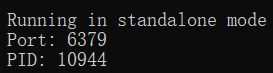 Running in standalone mode
Port: 6379
PID: 10944